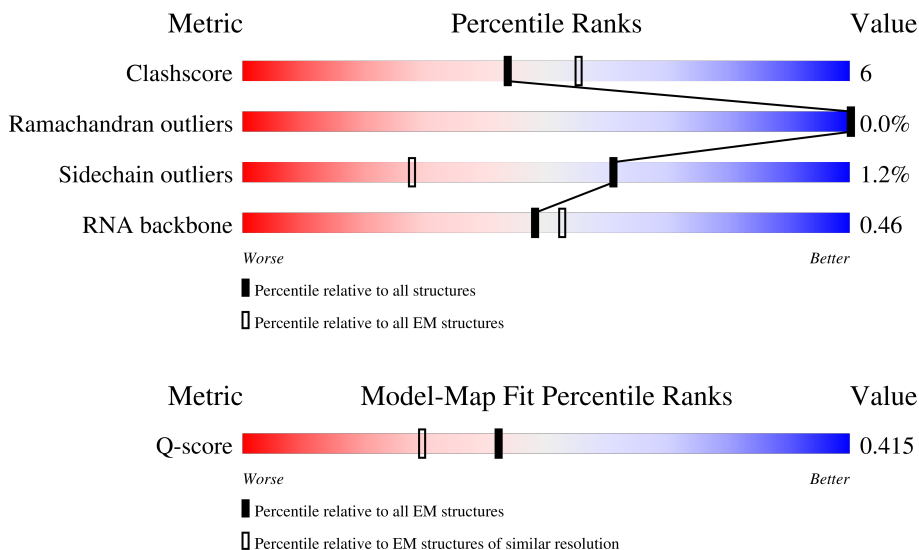 Metric Percentile Ranks Value
Clashscore 6
Ramachandran outliers 0.0%
Sidechain outliers 1.2%
RNA backbone 0.46
Worse Better
Percentile relative to all structures
Percentile relative to all EM structures
Metric Model-Map Fit Percentile Ranks Value
Q-score 0.415
Worse Better
Percentile relative to all EM structures
Percentile relative to EM structures of similar resolution